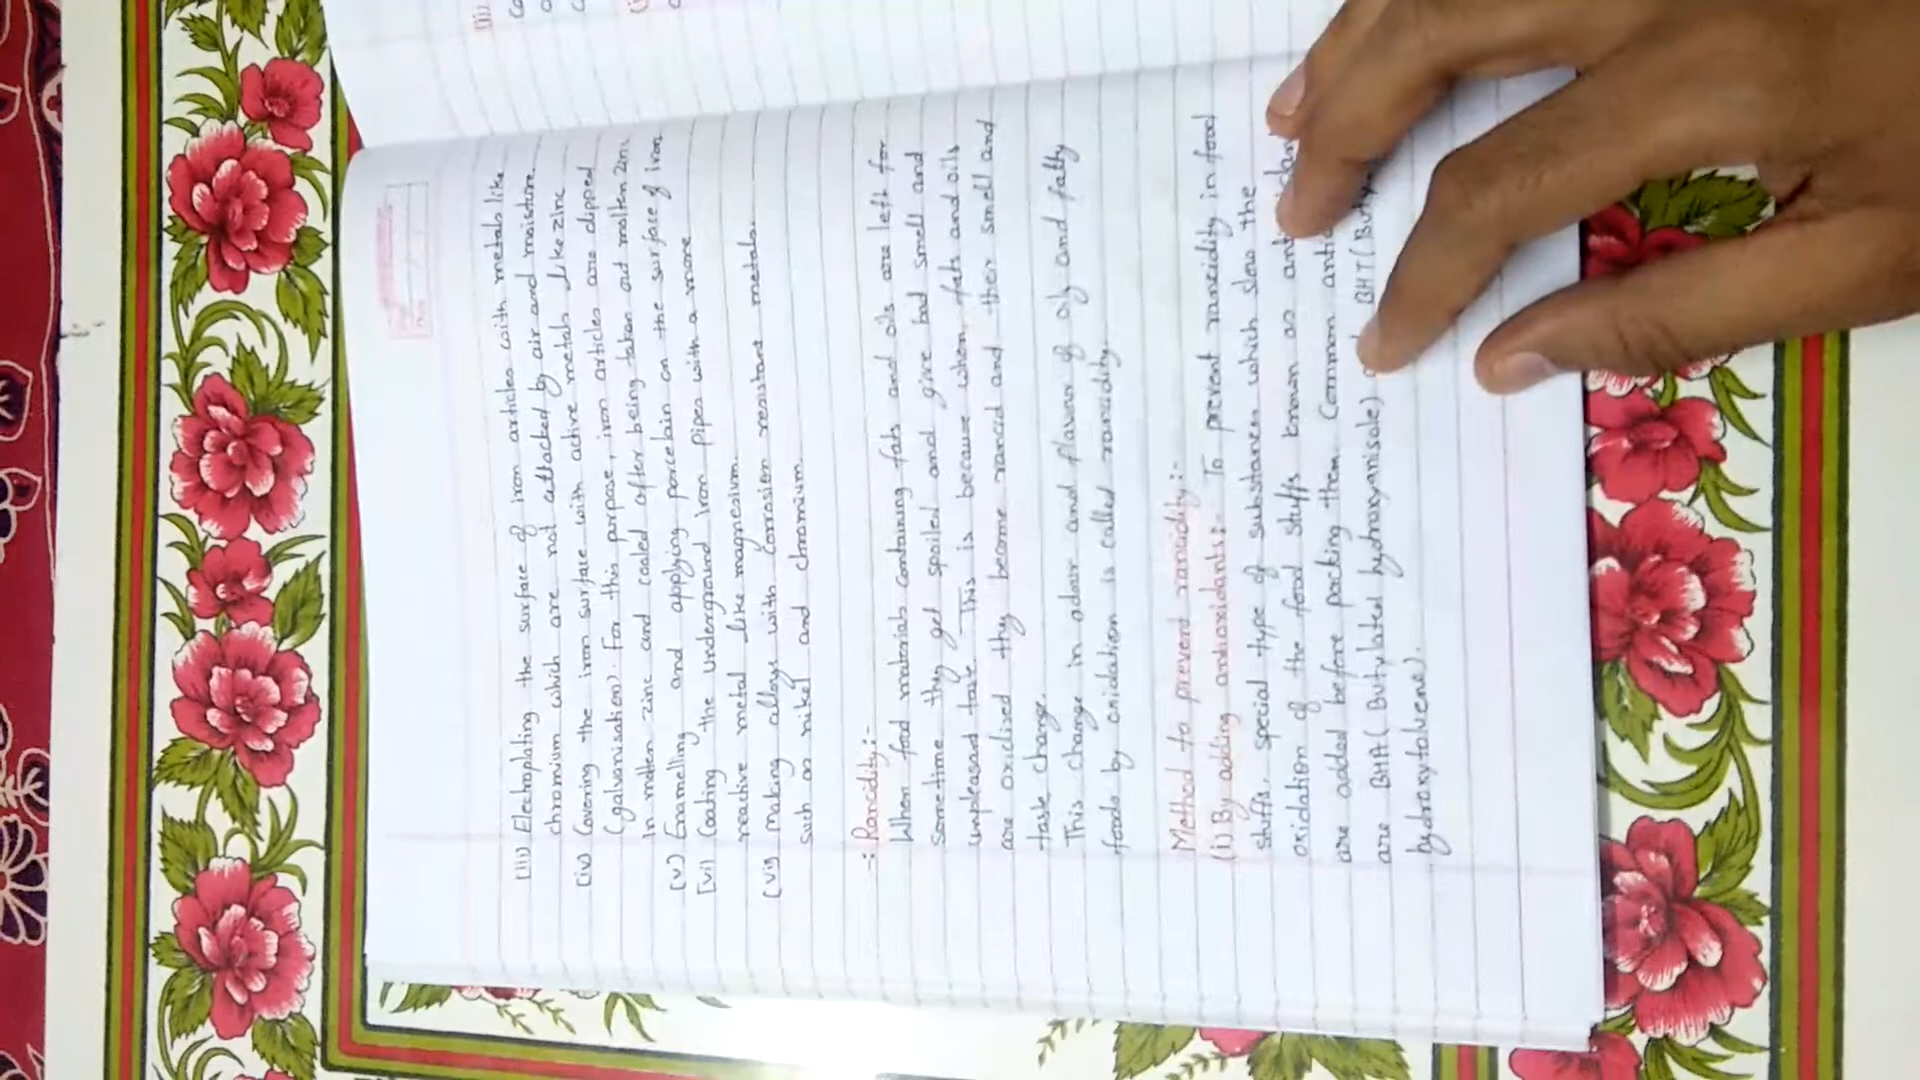 (iii) Electroplating the surface of iron articles with metals like
chromium which are not attacked by air and moisture.
(iv) Covering the iron surface with active metals like zinc
(galvanisation). For this purpose, iron articles are dipped
in molten zinc and cooled after being taken out molten zinc
(v) Enamelling and applying porcelain on the surface of iron
(vi) Coating the underground iron pipes with a more
reactive metal like magnesium.
(vi) making alloys with corrosion resistant metals.
such as nikel and chromium.
-: Rancidity:-
When food materials containing fats and oils are left for
sometime they get spoiled and give bad smell and
unpleasant taste. This is because when fats and oils
are oxidised thy become rancid and their smell and
taste change.
This change in odour and flavour of oily and fatty
foods by oxidation is called rancidity.
Method to prevent rancidity:-
(i) By adding antioxidants:- To prevent rancidity in food
stuffs, special type of substances which slow the
oxidation of the food stuffs known as
are added before packing them. Common
are BHA (Butylated hydroxyanisole) BHT (
hydroxytoluene).